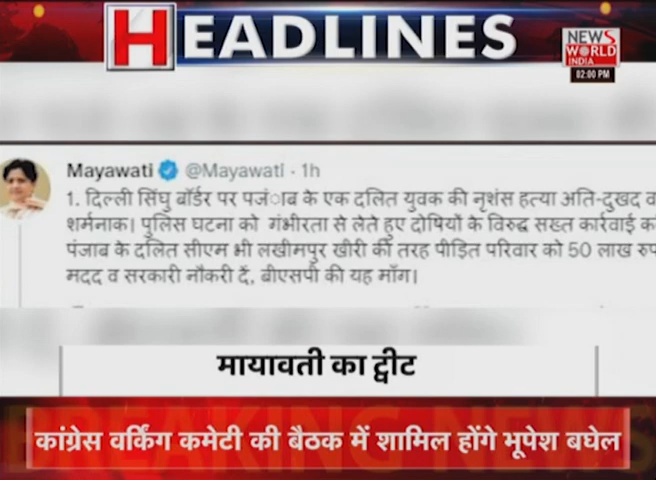 HEADLINES
NEWS
WORLD
INDIA
02:00 PM
Mayawati @Mayawati · 1h
1. दिल्ली सिंघु बॉर्डर पर पजंाब के एक दलित युवक की नृशंस हत्या अति-दुखद व
शर्मनाक। पुलिस घटना को गंभीरता से लेते हुए दोषियों के विरुद्ध सख्त कार्रवाई
पंजाब के दलित सीएम भी लखीमपुर खीरी की तरह पीड़ित परिवार को 50 लाख
मदद व सरकारी नौकरी दें, बीएसपी की यह माँग।
मायावती का ट्वीट
कांग्रेस वर्किंग कमेटी की बैठक में शामिल होंगे भूपेश बघेल